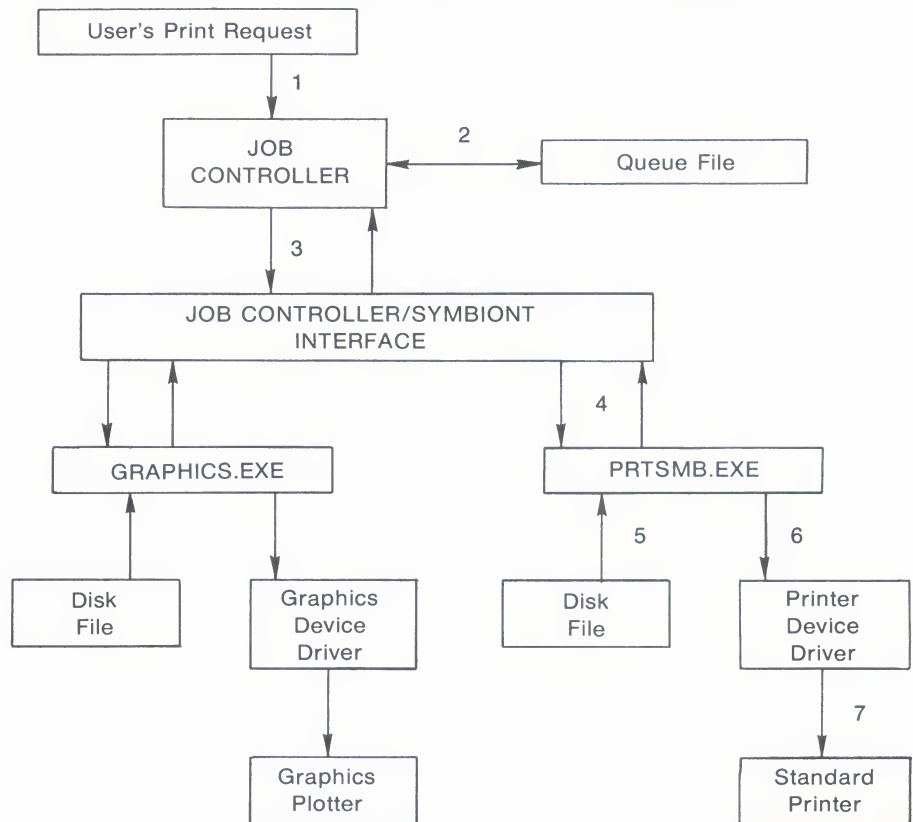 User's Print Request
1
JOB
CONTROLLER
2
Queue File
3
JOB CONTROLLER/SYMBIONT
INTERFACE
4
GRAPHICS.EXE
PRTSMB.EXE
5
6
Disk
File
Graphics
Device
Driver
Disk
File
Printer
Device
Driver
7
Graphics
Plotter
Standard
Printer